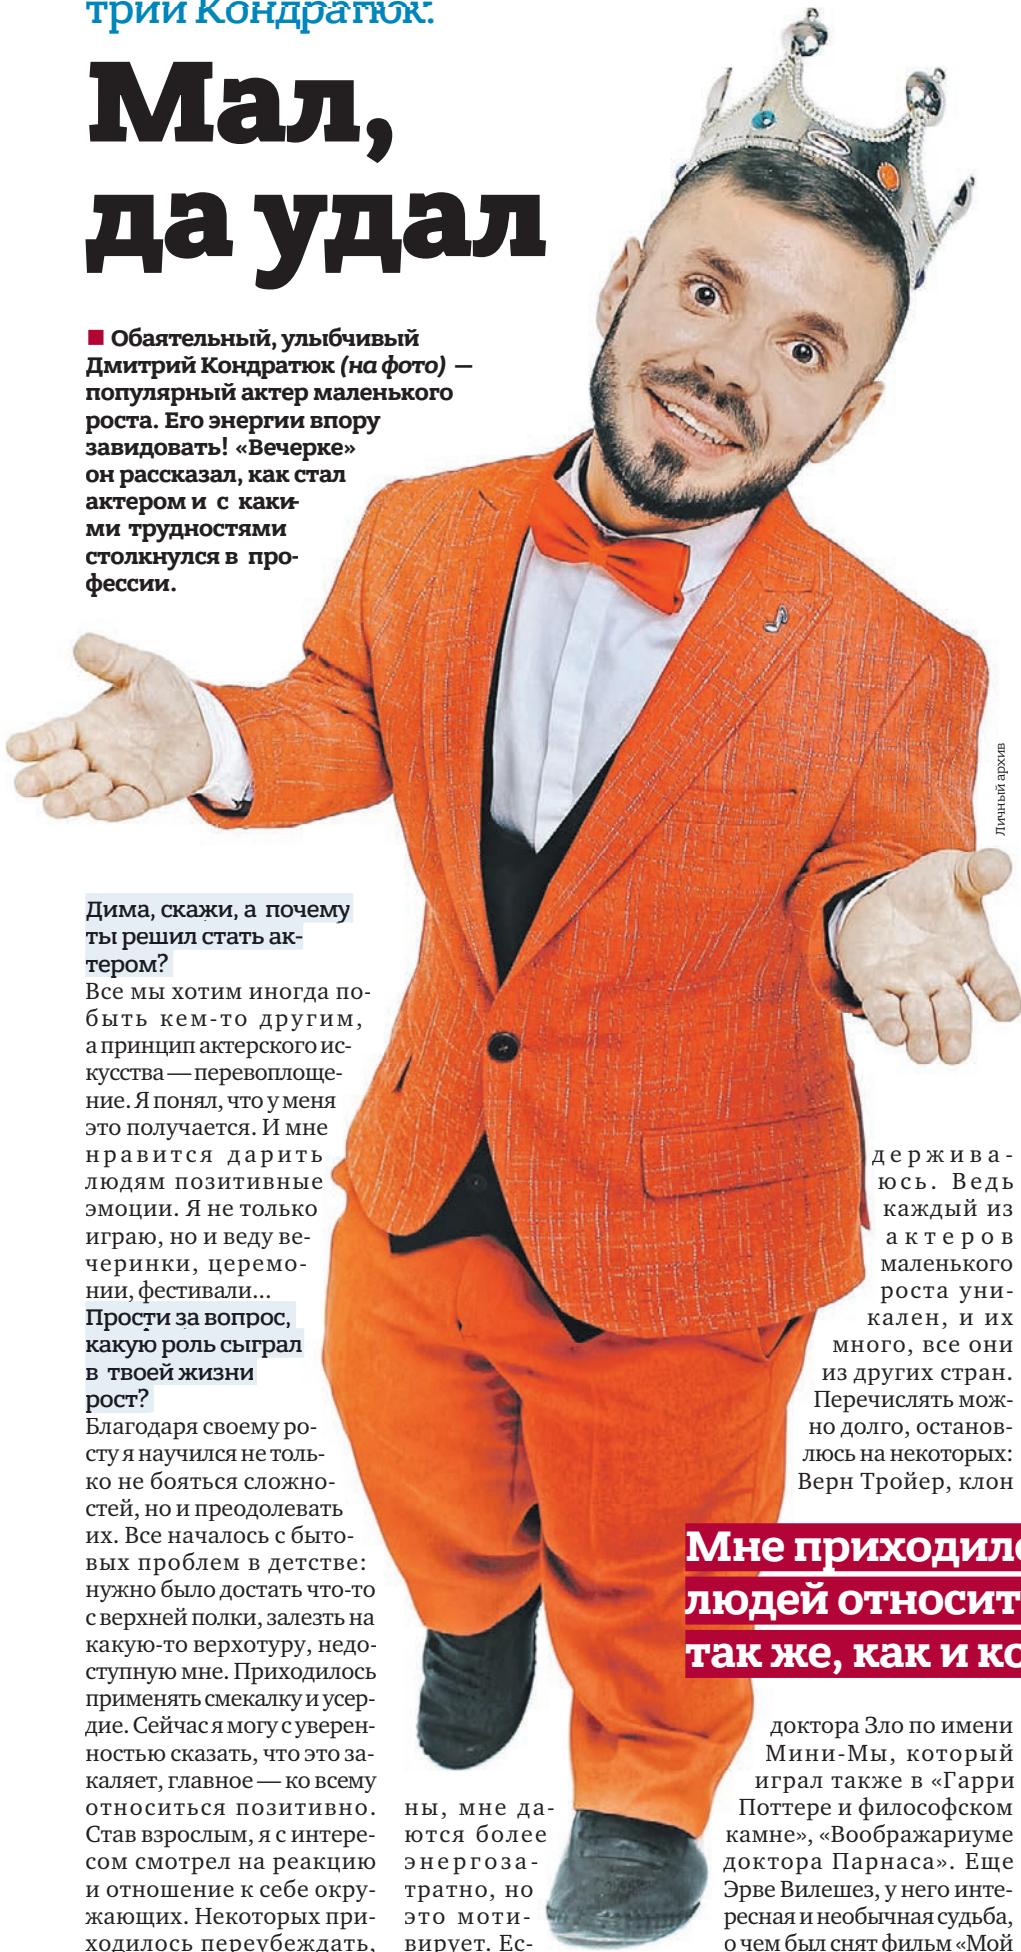 трий Кондратюк:
Мал,
да удал
Обаятельный, улыбчивый
Дмитрий Кондратюк (на фото) —
популярный актер маленького
роста. Его энергии впору
завидовать! «Вечерке»
он рассказал, как стал
актером и с каки-
ми трудностями
столкнулся в про-
фессии.
Личный архив
Дима, скажи, а почему
ты решил стать ак-
тером?
Все мы хотим иногда по-
быть кем-то другим,
а принцип актерского ис-
кусства — перевоплоще-
ние. Я понял, что у меня
это получается. И мне
нравится дарить
людям позитивные
эмоции. Я не только
играю, но и веду ве-
черинки, церемо-
нии, фестивали...
Прости за вопрос,
какую роль сыграл
в твоей жизни
рост?
Благодаря своему ро-
сту я научился не толь-
ко не бояться сложно-
стей, но и преодолевать
их. Все началось с быто-
вых проблем в детстве:
нужно было достать что-то
с верхней полки, залезть на
какую-то верхотуру, недо-
ступную мне. Приходилось
применять смекалку и усер-
дие. Сейчас я могу с уверен-
ностью сказать, что это за-
каляет, главное — ко всему
относиться позитивно.
Став взрослым, я с интере-
сом смотрел на реакцию
и отношение к себе окру-
жающих. Некоторых при-
ходилось переубеждать,
ны, мне да-
ются более
энергоза-
тратно, но
это моти-
вирует. Ес-
держива-
юсь. Ведь
каждый из
актеров
маленького
роста уни-
кален, и их
много, все они
из других стран.
Перечислять мож-
но долго, останов-
люсь на некоторых:
Верн Тройер, клон
Мне приходило
людей относит
так же, как и ко
доктора Зло по имени
Мини-Мы, который
играл также в «Гарри
Поттере и философском
камне», «Воображариуме
доктора Парнаса». Еще
Эрве Вилешез, у него инте-
ресная и необычная судьба,
о чем был снят фильм «Мой